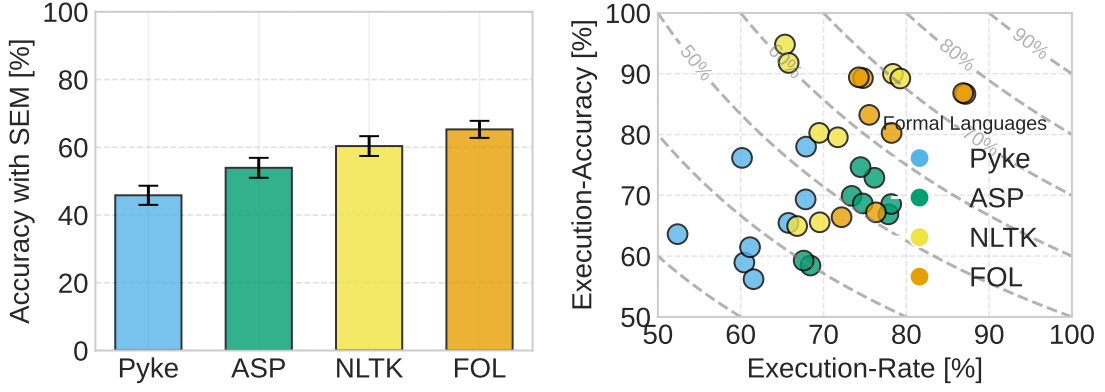 Accuracy with SEM [%]
100
80
60
40
20
0
Pyke
ASP
NLTK
FOL
Execution-Accuracy [%]
100
90
80
70
60
50
50%
80%
90%
70%
Formal Languages
Pyke
ASP
NLTK
FOL
50
60
70
80
90
100
Execution-Rate [%]